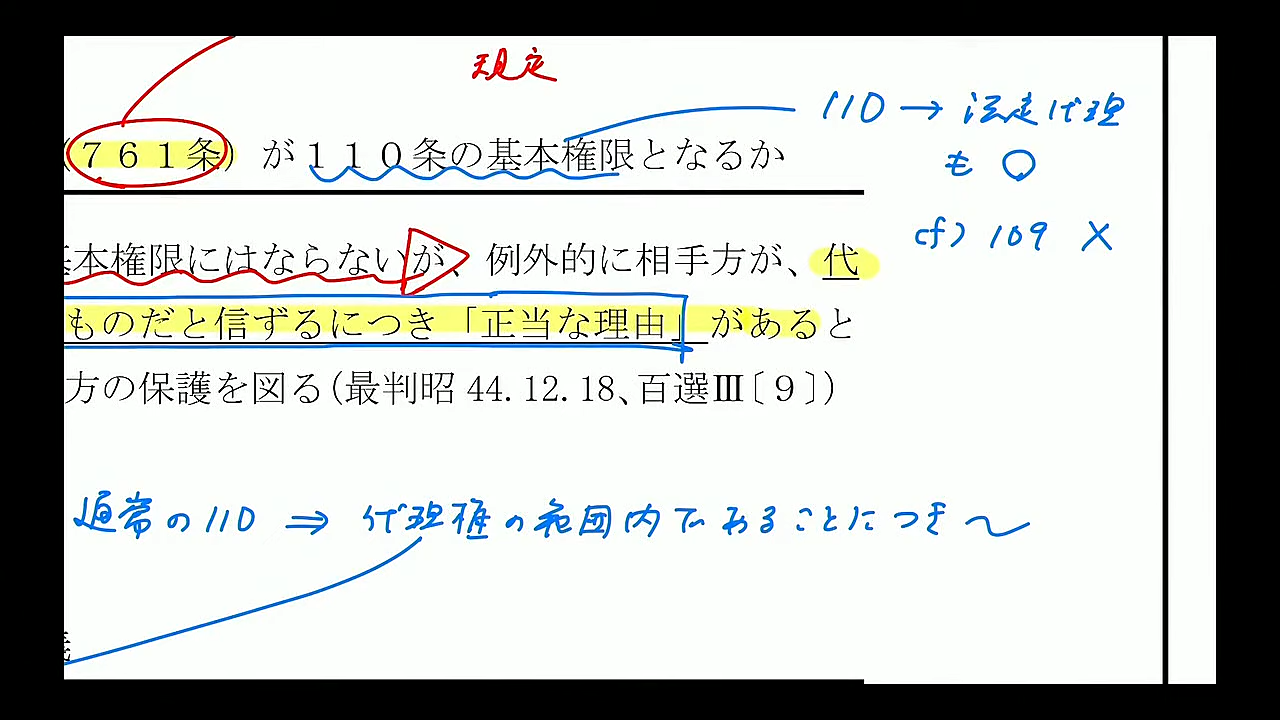 規定
110 → 法定代理
(７６１条) が１１０条の基本権限となるか
も ○
cf) 109 ×
基本権限にはならないが、例外的に相手方が、代
ものだと信ずるにつき「正当な理由」があると
方の保護を図る(最判昭 44.12.18、百選Ⅲ〔９〕)
通常の110 ⇒ 代理権の範囲内であることにつき〜